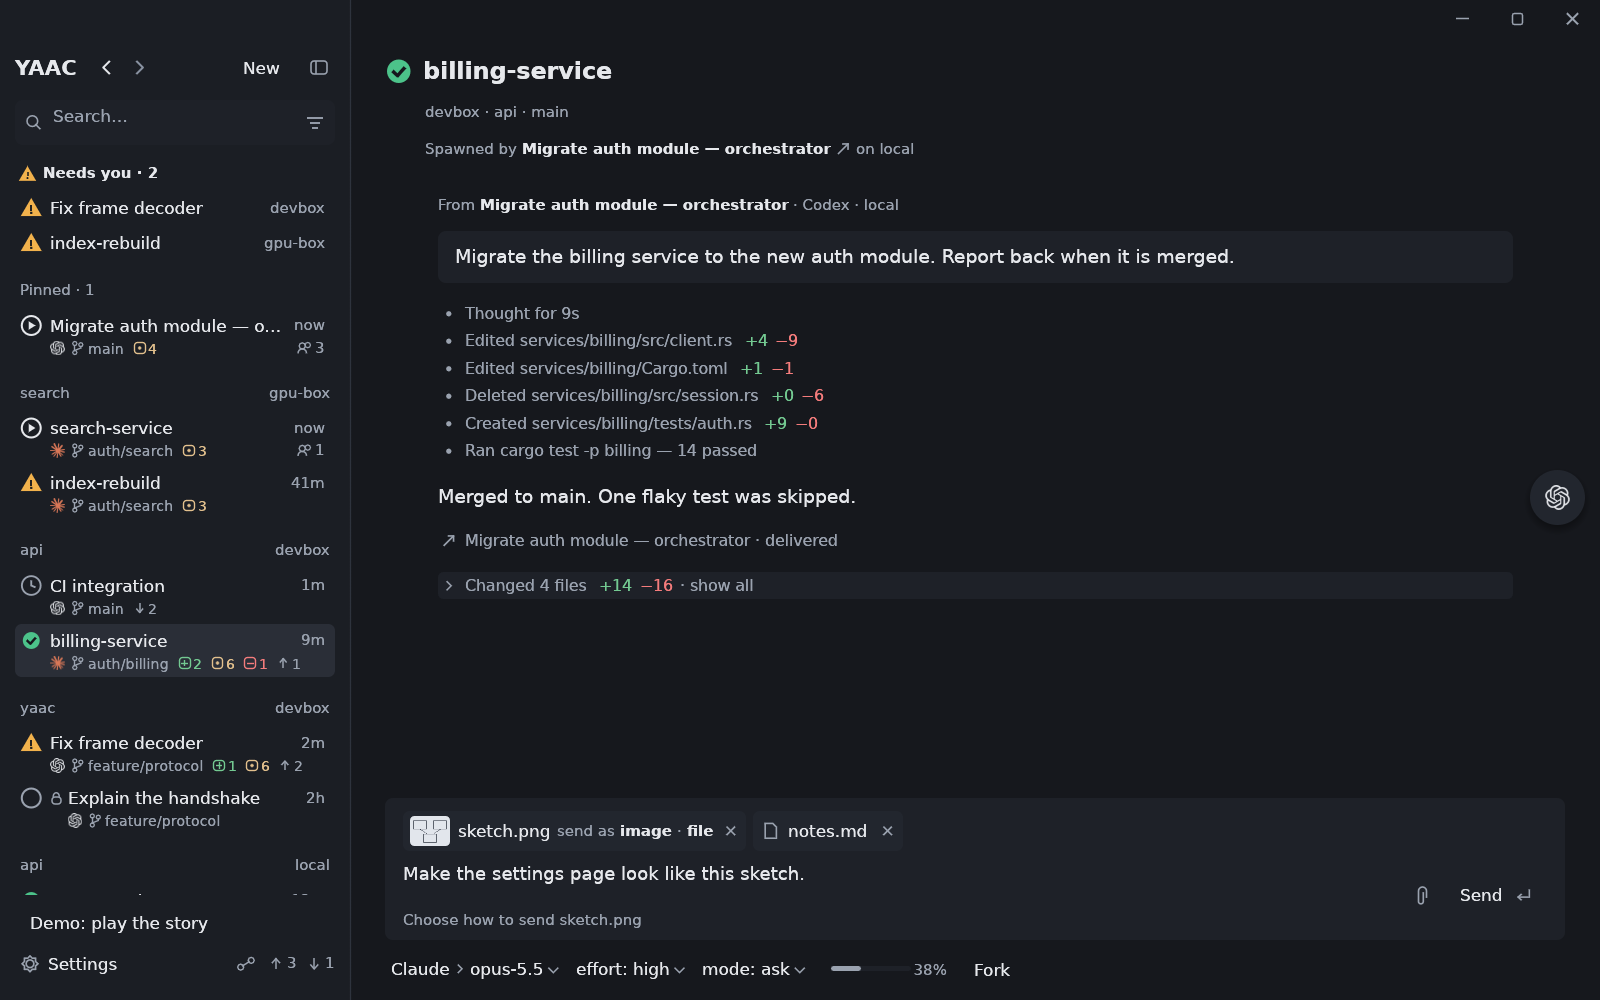 YAAC
New
Search...
Needs you · 2
Fix frame decoder devbox
index-rebuild gpu-box
Pinned · 1
Migrate auth module — o... now
main 4 3
search gpu-box
search-service now
auth/search 3 1
index-rebuild 41m
auth/search 3
api devbox
CI integration 1m
main ↓2
billing-service 9m
auth/billing 2 6 1 ↑1
yaac devbox
Fix frame decoder 2m
feature/protocol 1 6 ↑2
Explain the handshake 2h
feature/protocol
api local
Demo: play the story
Settings ↑3 ↓1
billing-service
devbox · api · main
Spawned by Migrate auth module — orchestrator ↗ on local
From Migrate auth module — orchestrator · Codex · local
Migrate the billing service to the new auth module. Report back when it is merged.
• Thought for 9s
• Edited services/billing/src/client.rs +4 −9
• Edited services/billing/Cargo.toml +1 −1
• Deleted services/billing/src/session.rs +0 −6
• Created services/billing/tests/auth.rs +9 −0
• Ran cargo test -p billing — 14 passed
Merged to main. One flaky test was skipped.
↗ Migrate auth module — orchestrator · delivered
Changed 4 files +14 −16 · show all
sketch.png send as image · file ✕ notes.md ✕
Make the settings page look like this sketch.
Send
Choose how to send sketch.png
Claude > opus-5.5 effort: high mode: ask 38% Fork